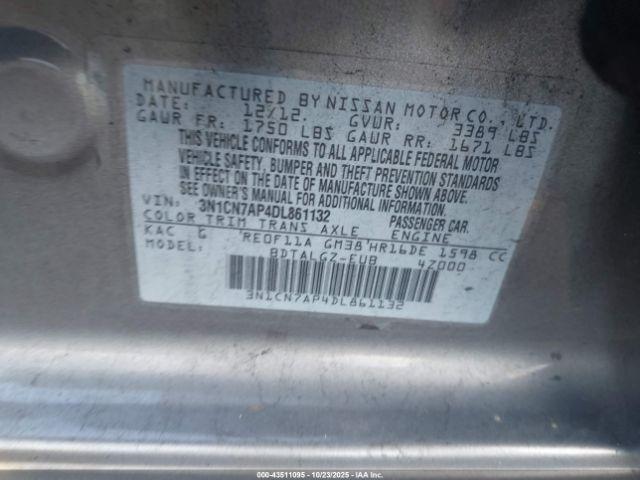 MANUFACTURED BY NISSAN MOTOR CO., LTD.
DATE: 12/12. GVWR: 3389 LBS
GAWR FR: 1750 LBS GAWR RR: 1671 LBS
THIS VEHICLE CONFORMS TO ALL APPLICABLE FEDERAL MOTOR
VEHICLE SAFETY, BUMPER AND THEFT PREVENTION STANDARDS
IN EFFECT ON THE DATE OF MANUFACTURE SHOWN ABOVE.
SEE OWNER'S MANUAL FOR ADDITIONAL INFORMATION.
VIN: 3N1CN7AP4DL861132 PASSENGER CAR.
COLOR TRIM TRANS AXLE ENGINE
KAC G RE0F11A GM38 HR16DE 1598 CC
MODEL: BDTALGZ-EUB 42000
3N1CN7AP4DL861132
00 - 43511095 - 10/23/2025 - IAA Inc.